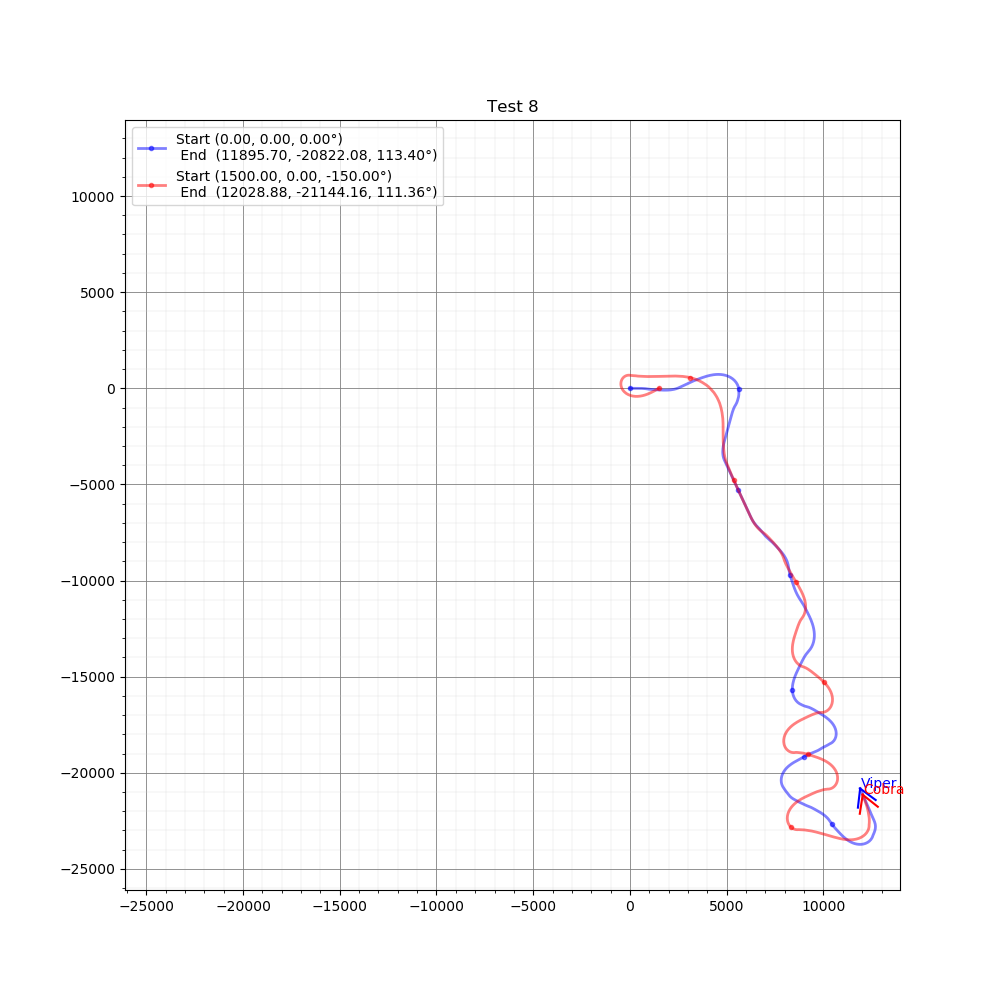 Test 8
Start (0.00, 0.00, 0.00°)
End (11895.70, -20822.08, 113.40°)
Start (1500.00, 0.00, -150.00°)
End (12028.88, -21144.16, 111.36°)
10000
5000
0
−5000
−10000
−15000
−20000
−25000
Viper
Cobra
−25000 −20000 −15000 −10000 −5000 0 5000 10000